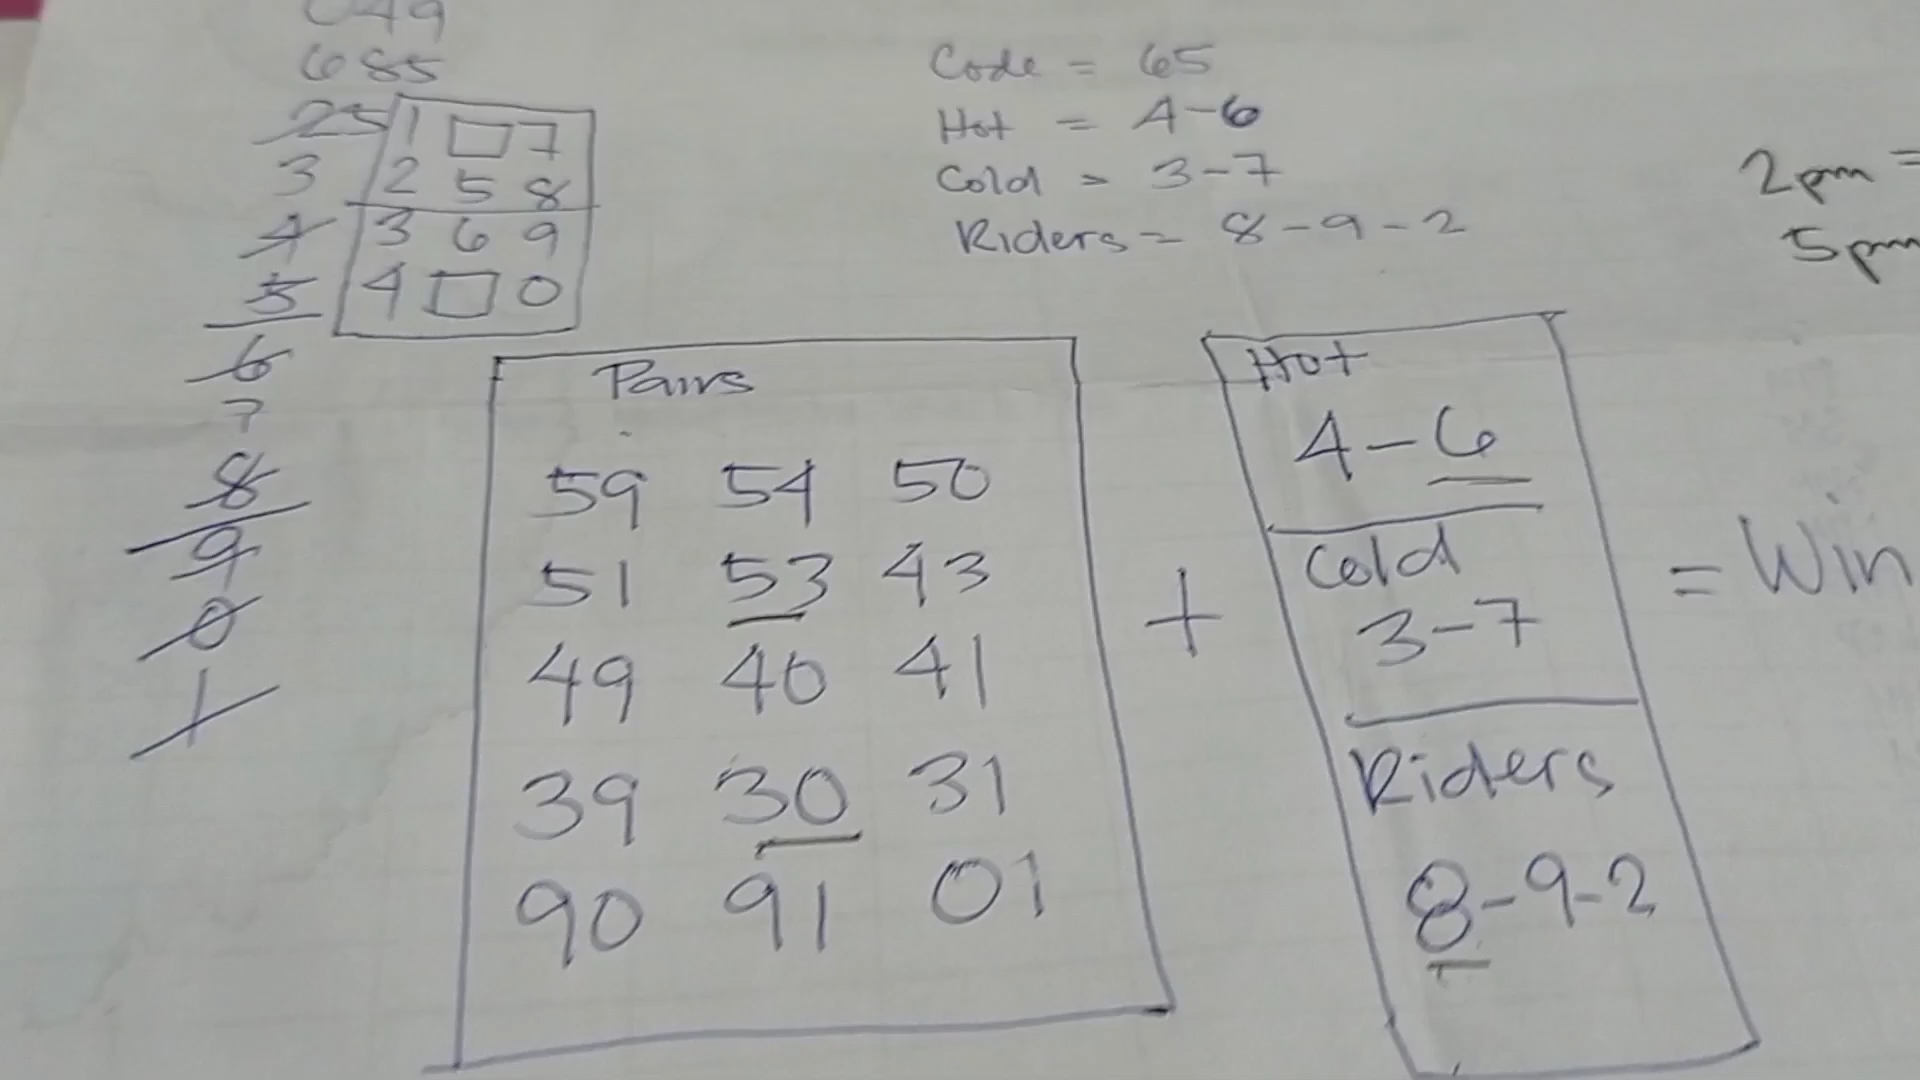 049
685
251 7
3 2 5 8
4 3 6 9
5 4 0
6
7
8
9
0
1
Code = 65
Hot = 4-6
Cold = 3-7
Riders = 8-9-2
2pm =
5pm
Pairs
59 54 50
51 53 43
49 40 41
39 30 31
90 91 01
+
Hot
4-6
Cold
3-7
Riders
8-9-2
= Win